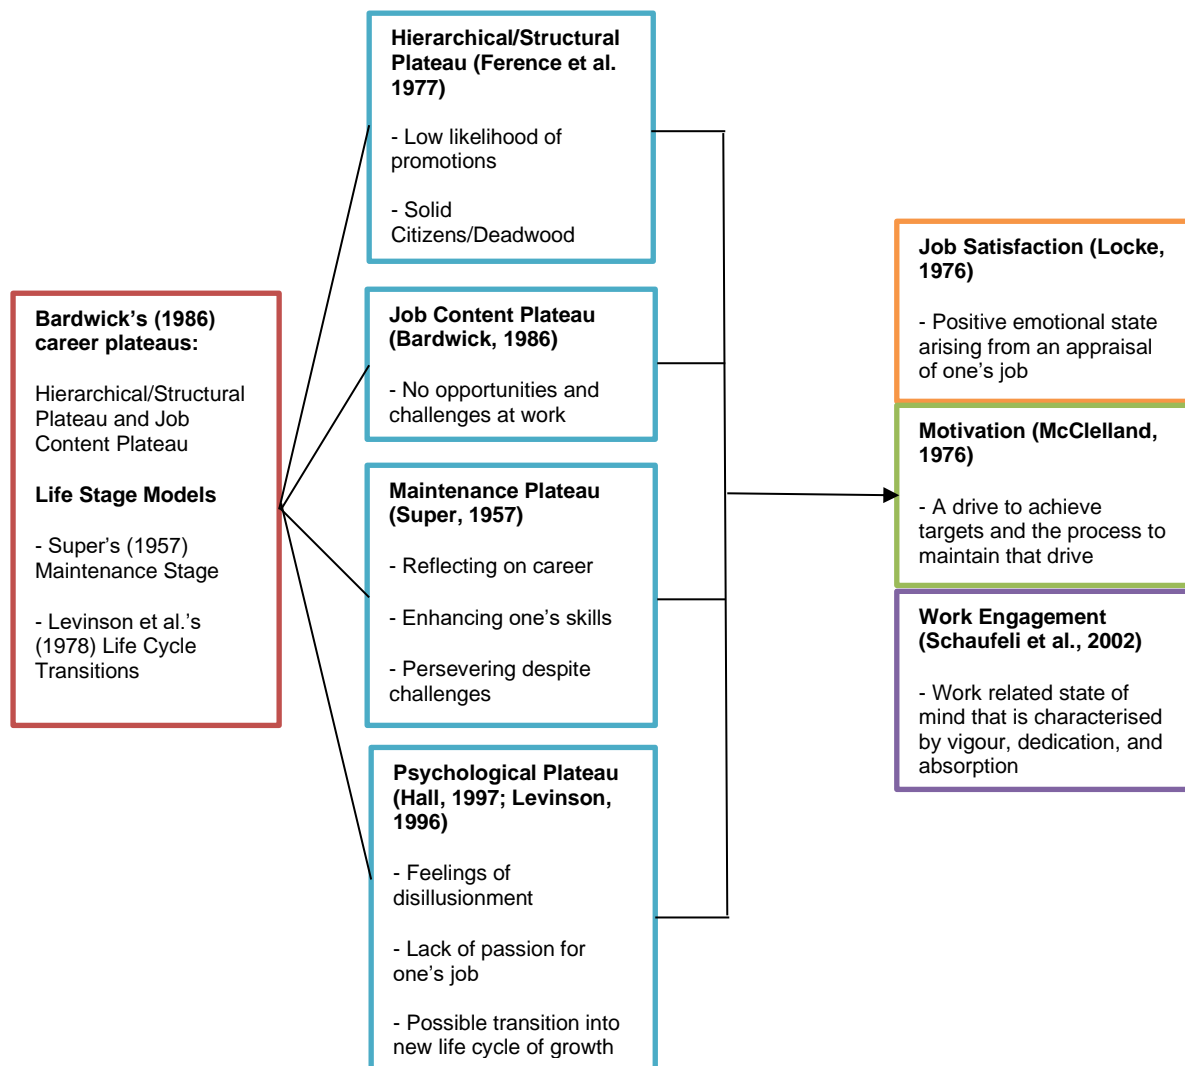 Bardwick’s (1986)
career plateaus:
Hierarchical/Structural
Plateau and Job
Content Plateau
Life Stage Models
- Super’s (1957)
Maintenance Stage
- Levinson et al.’s
(1978) Life Cycle
Transitions
Hierarchical/Structural
Plateau (Ference et al.
1977)
- Low likelihood of
promotions
- Solid
Citizens/Deadwood
Job Content Plateau
(Bardwick, 1986)
- No opportunities and
challenges at work
Maintenance Plateau
(Super, 1957)
- Reflecting on career
- Enhancing one’s skills
- Persevering despite
challenges
Psychological Plateau
(Hall, 1997; Levinson,
1996)
- Feelings of
disillusionment
- Lack of passion for
one’s job
- Possible transition into
new life cycle of growth
Job Satisfaction (Locke,
1976)
- Positive emotional state
arising from an appraisal
of one’s job
Motivation (McClelland,
1976)
- A drive to achieve
targets and the process to
maintain that drive
Work Engagement
(Schaufeli et al., 2002)
- Work related state of
mind that is characterised
by vigour, dedication, and
absorption